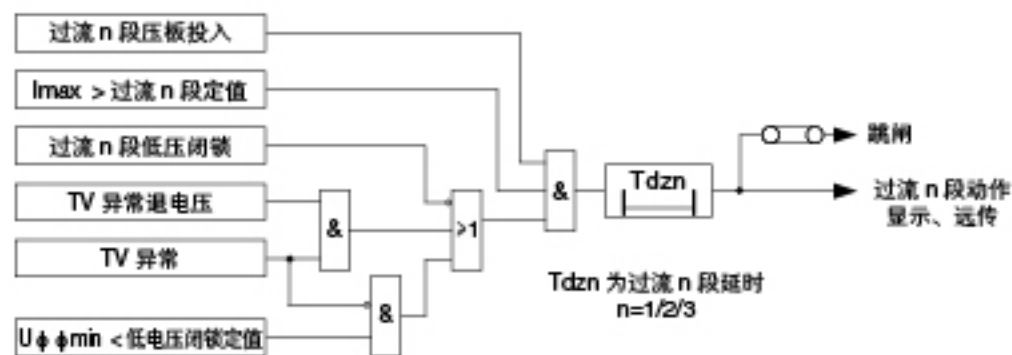 过流 n 段压板投入
Imax > 过流 n 段定值
过流 n 段低压闭锁
TV 异常退电压
TV 异常
Uφφmin < 低电压闭锁定值
&
&
>1
&
Tdzn
跳闸
过流 n 段动作
显示、远传
Tdzn 为过流 n 段延时
n=1/2/3